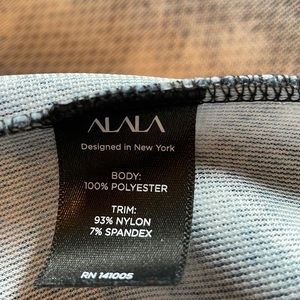 ALALA
Designed in New York
BODY:
100% POLYESTER
TRIM:
93% NYLON
7% SPANDEX
RN 141005